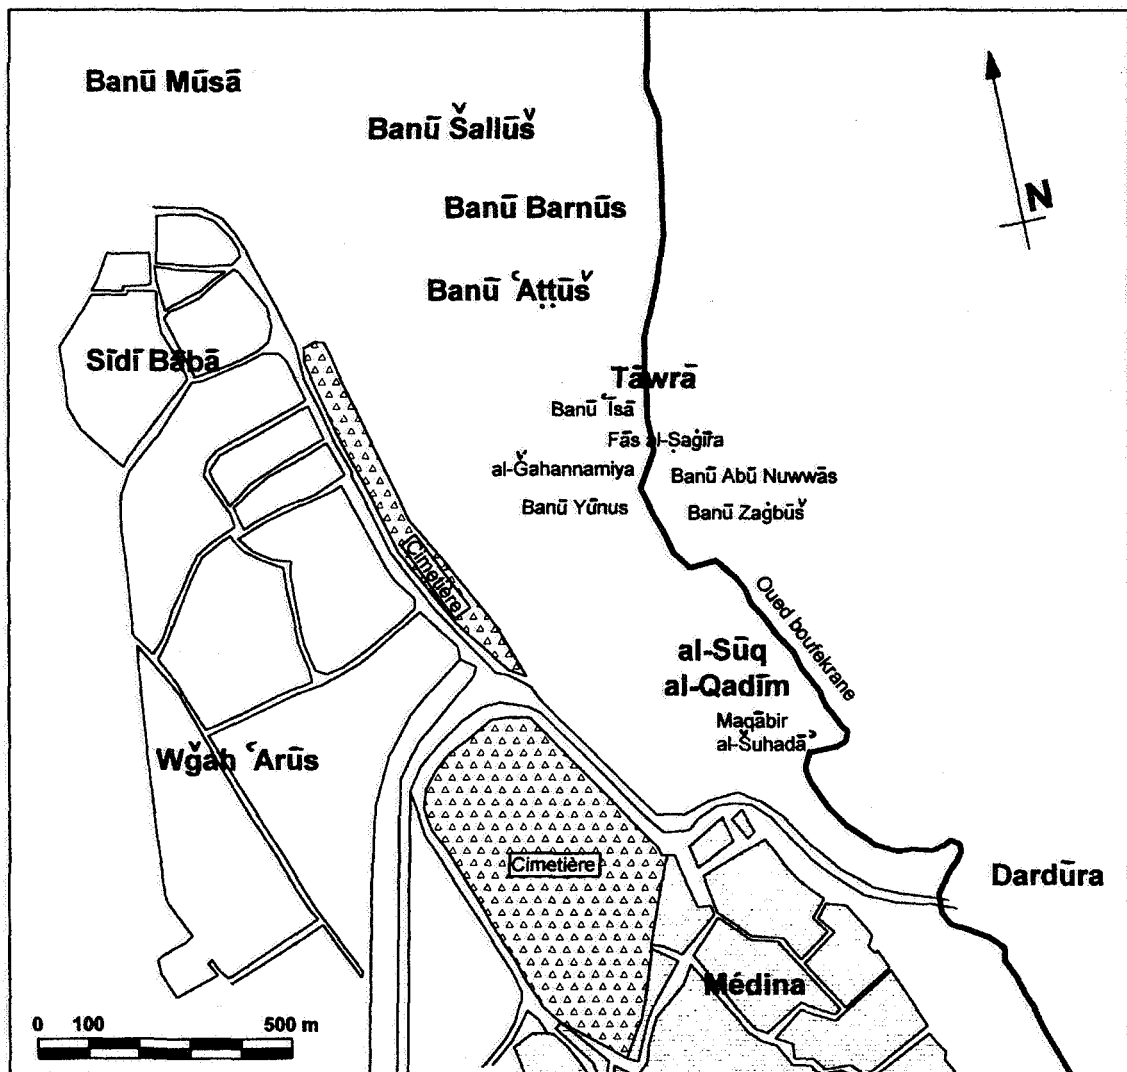 Banū Mūsā
Banū Šallūš
Banū Barnūs
N
Banū ʿAṭṭūš
Sīdī Bābā
Tāwrā
Banū ʿĪsā
Fās al-Ṣaġīra
al-Ǧahannamiya
Banū Abū Nuwwās
Banū Yūnus
Banū Zaġbūš
Cimetière
Oued boufekrane
al-Sūq
al-Qadīm
Maqābir
al-Šuhadāʾ
Wǧah ʿArūs
Cimetière
Dardūra
Médina
0 100 500 m